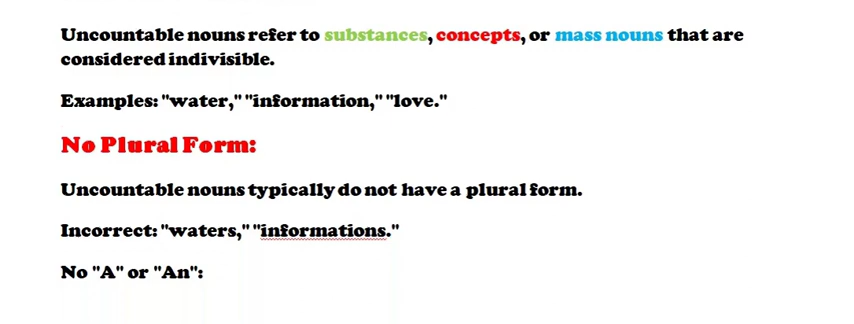 Uncountable nouns refer to substances, concepts, or mass nouns that are
considered indivisible.
Examples: "water," "information," "love."
No Plural Form:
Uncountable nouns typically do not have a plural form.
Incorrect: "waters," "informations."
No "A" or "An":